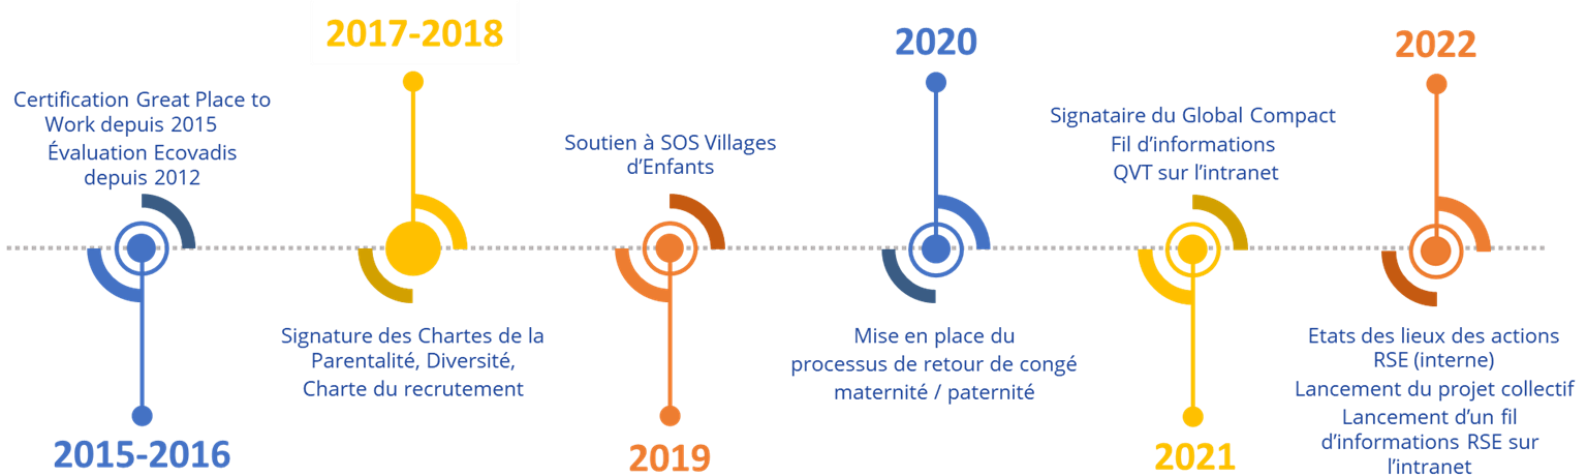 Certification Great Place to
Work depuis 2015
Évaluation Ecovadis
depuis 2012
2015-2016
2017-2018
Signature des Chartes de la
Parentalité, Diversité,
Charte du recrutement
Soutien à SOS Villages
d’Enfants
2019
2020
Mise en place du
processus de retour de congé
maternité / paternité
Signataire du Global Compact
Fil d’informations
QVT sur l’intranet
2021
2022
Etats des lieux des actions
RSE (interne)
Lancement du projet collectif
Lancement d’un fil
d’informations RSE sur
l’intranet